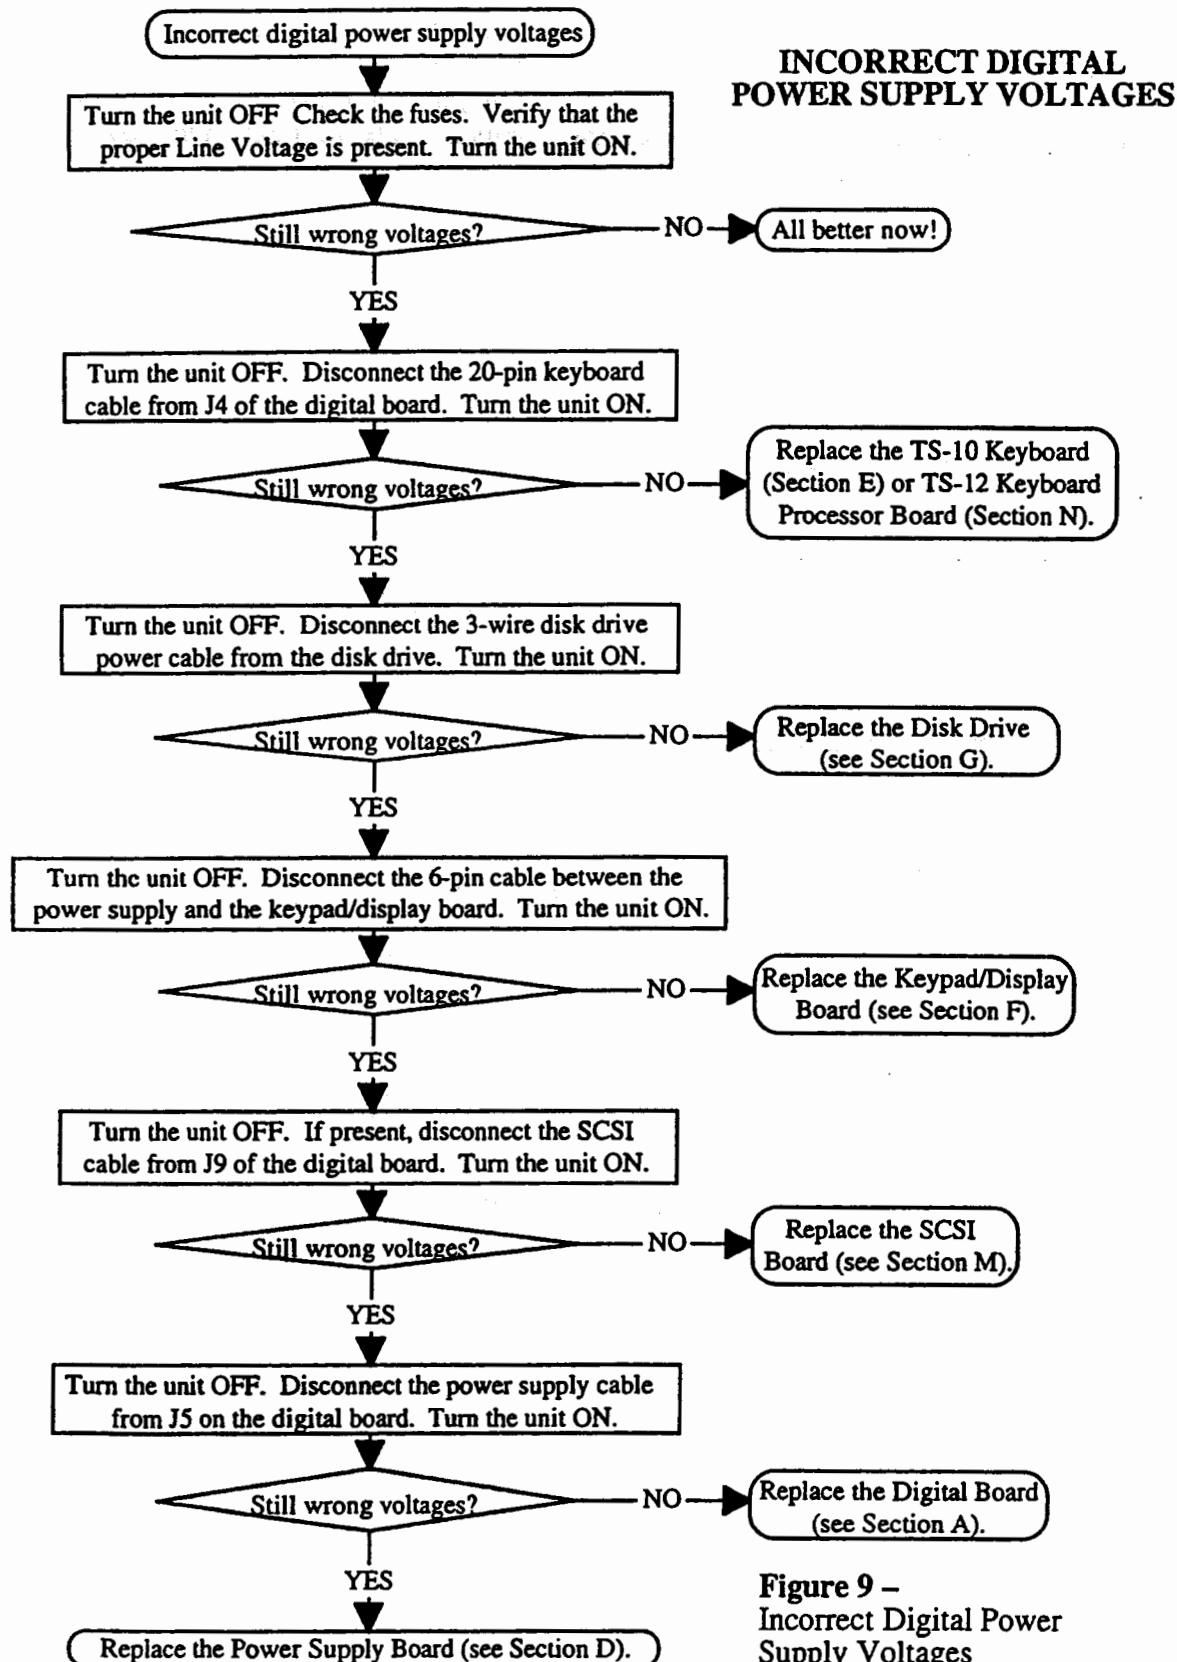 Incorrect digital power supply voltages
INCORRECT DIGITAL
POWER SUPPLY VOLTAGES
Turn the unit OFF Check the fuses. Verify that the
proper Line Voltage is present. Turn the unit ON.
Still wrong voltages?
NO
All better now!
YES
Turn the unit OFF. Disconnect the 20-pin keyboard
cable from J4 of the digital board. Turn the unit ON.
Still wrong voltages?
NO
Replace the TS-10 Keyboard
(Section E) or TS-12 Keyboard
Processor Board (Section N).
YES
Turn the unit OFF. Disconnect the 3-wire disk drive
power cable from the disk drive. Turn the unit ON.
Still wrong voltages?
NO
Replace the Disk Drive
(see Section G).
YES
Turn the unit OFF. Disconnect the 6-pin cable between the
power supply and the keypad/display board. Turn the unit ON.
Still wrong voltages?
NO
Replace the Keypad/Display
Board (see Section F).
YES
Turn the unit OFF. If present, disconnect the SCSI
cable from J9 of the digital board. Turn the unit ON.
Still wrong voltages?
NO
Replace the SCSI
Board (see Section M).
YES
Turn the unit OFF. Disconnect the power supply cable
from J5 on the digital board. Turn the unit ON.
Still wrong voltages?
NO
Replace the Digital Board
(see Section A).
YES
Replace the Power Supply Board (see Section D).
Figure 9 –
Incorrect Digital Power
Supply Voltages